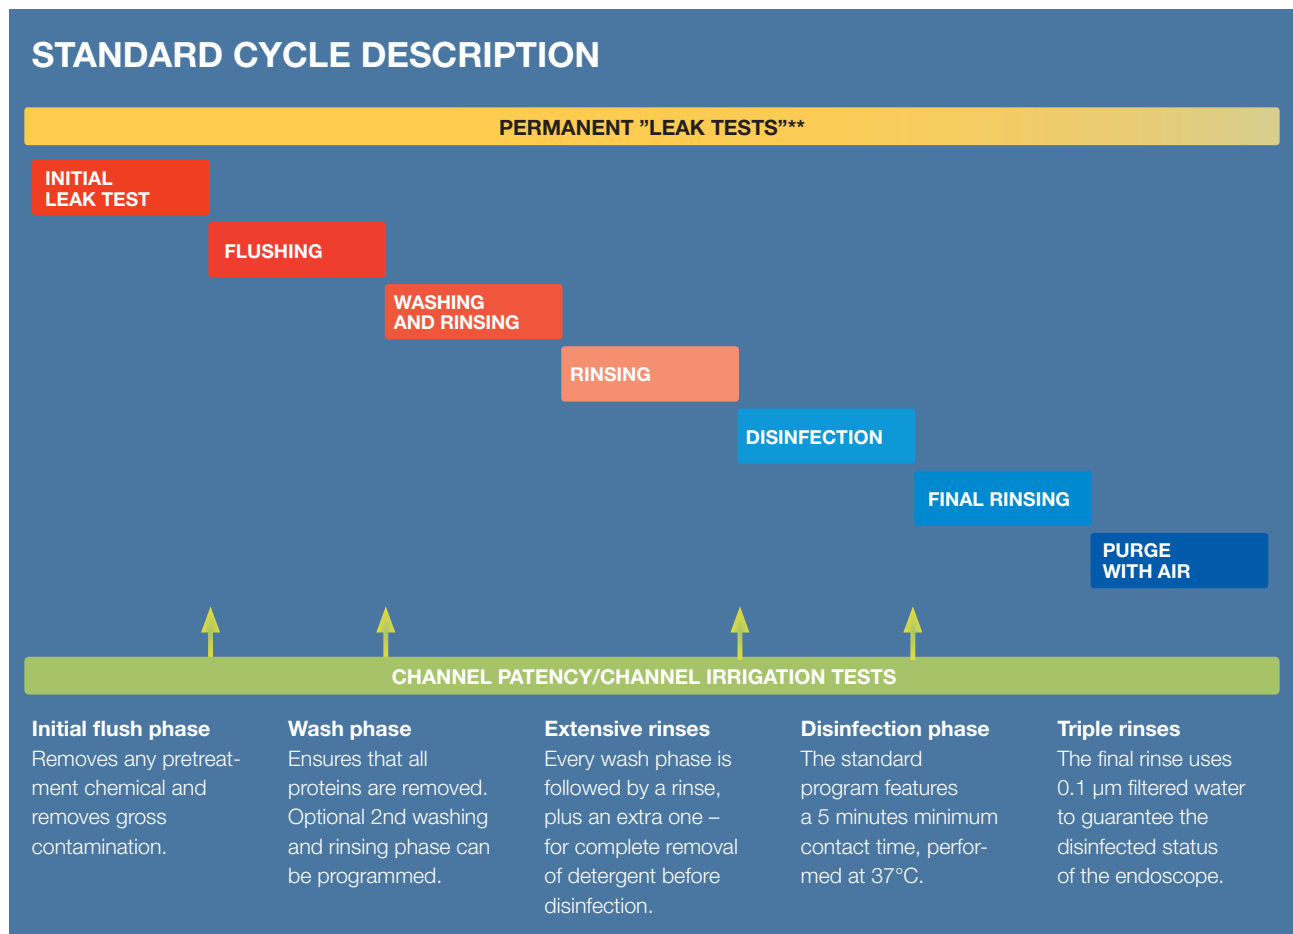 STANDARD CYCLE DESCRIPTION
PERMANENT ”LEAK TESTS”**
INITIAL
LEAK TEST
FLUSHING
WASHING
AND RINSING
RINSING
DISINFECTION
FINAL RINSING
PURGE
WITH AIR
CHANNEL PATENCY/CHANNEL IRRIGATION TESTS
Initial flush phase
Removes any pretreat-
ment chemical and
removes gross
contamination.
Wash phase
Ensures that all
proteins are removed.
Optional 2nd washing
and rinsing phase can
be programmed.
Extensive rinses
Every wash phase is
followed by a rinse,
plus an extra one –
for complete removal
of detergent before
disinfection.
Disinfection phase
The standard
program features
a 5 minutes minimum
contact time, perfor-
med at 37°C.
Triple rinses
The final rinse uses
0.1 µm filtered water
to guarantee the
disinfected status
of the endoscope.